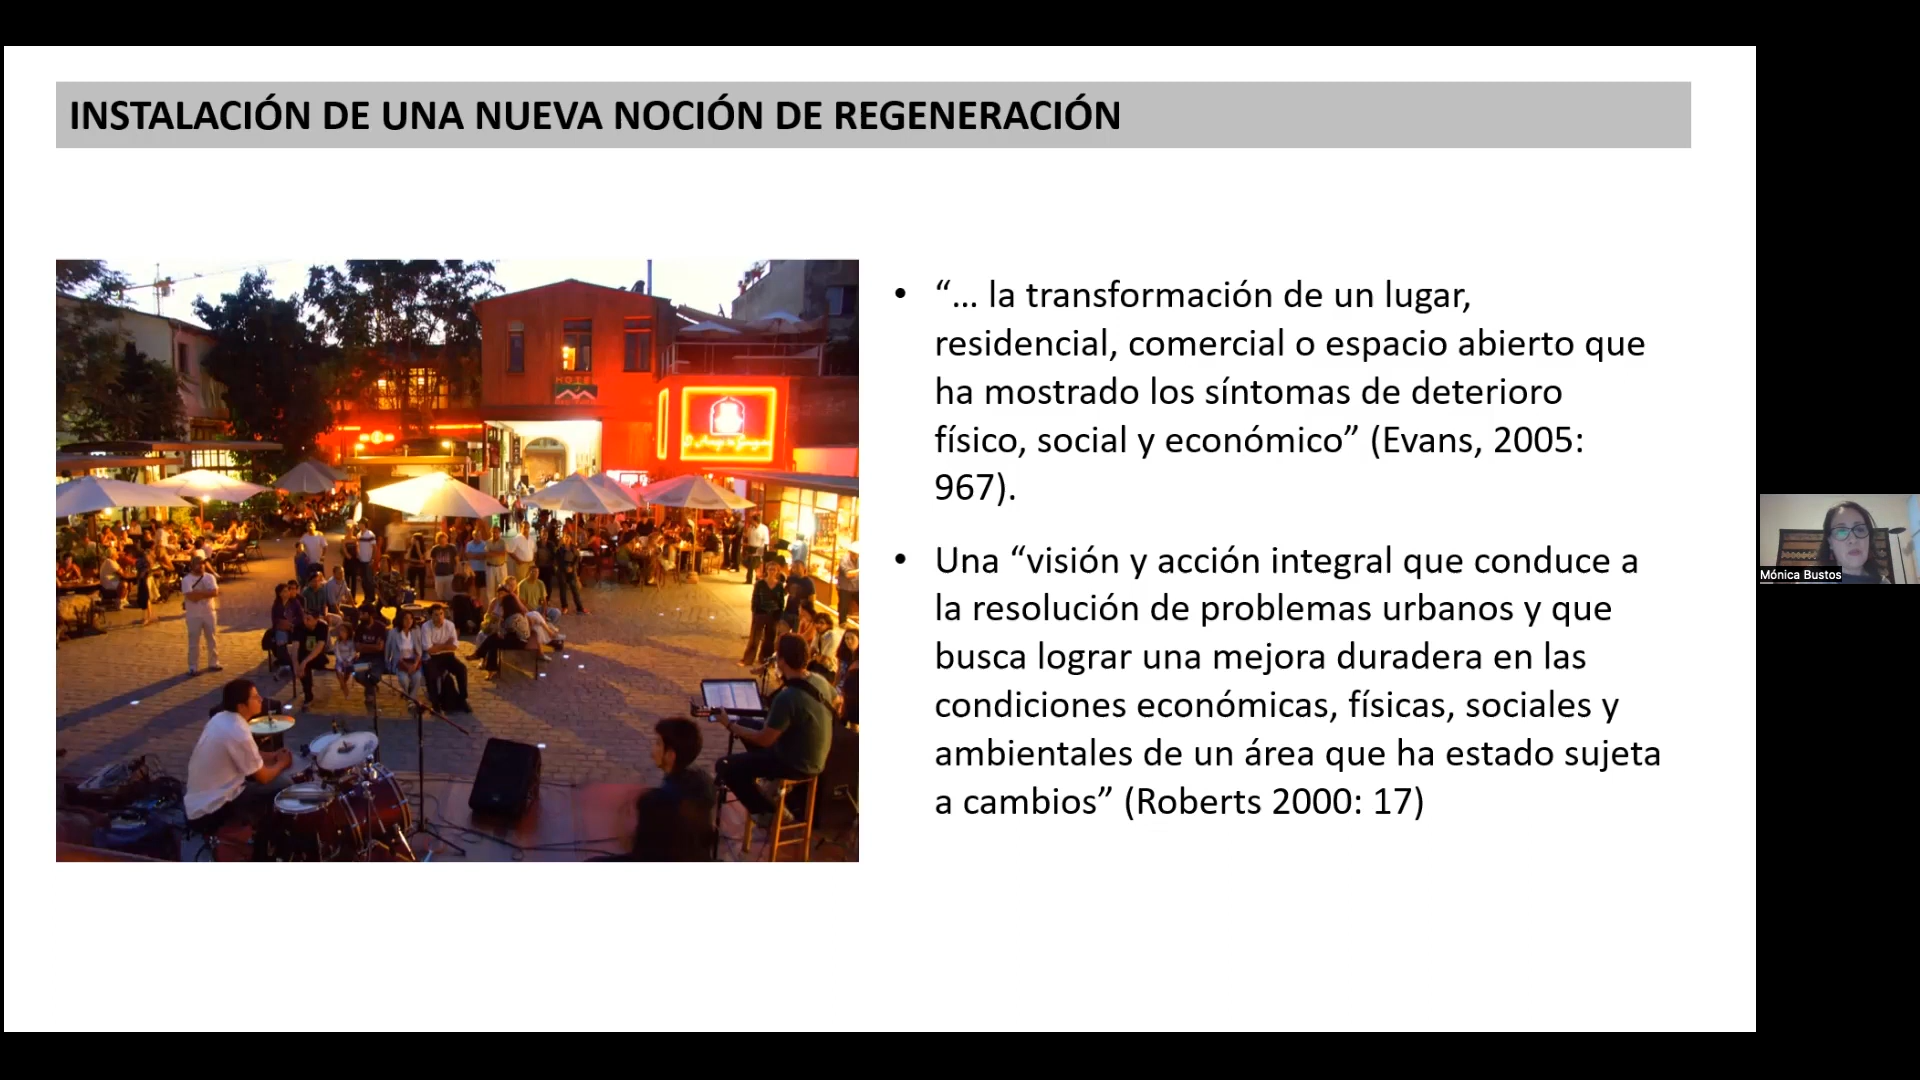 INSTALACIÓN DE UNA NUEVA NOCIÓN DE REGENERACIÓN
HOTEL
• “… la transformación de un lugar,
residencial, comercial o espacio abierto que
ha mostrado los síntomas de deterioro
físico, social y económico” (Evans, 2005:
967).
• Una “visión y acción integral que conduce a
la resolución de problemas urbanos y que
busca lograr una mejora duradera en las
condiciones económicas, físicas, sociales y
ambientales de un área que ha estado sujeta
a cambios” (Roberts 2000: 17)
Mónica Bustos